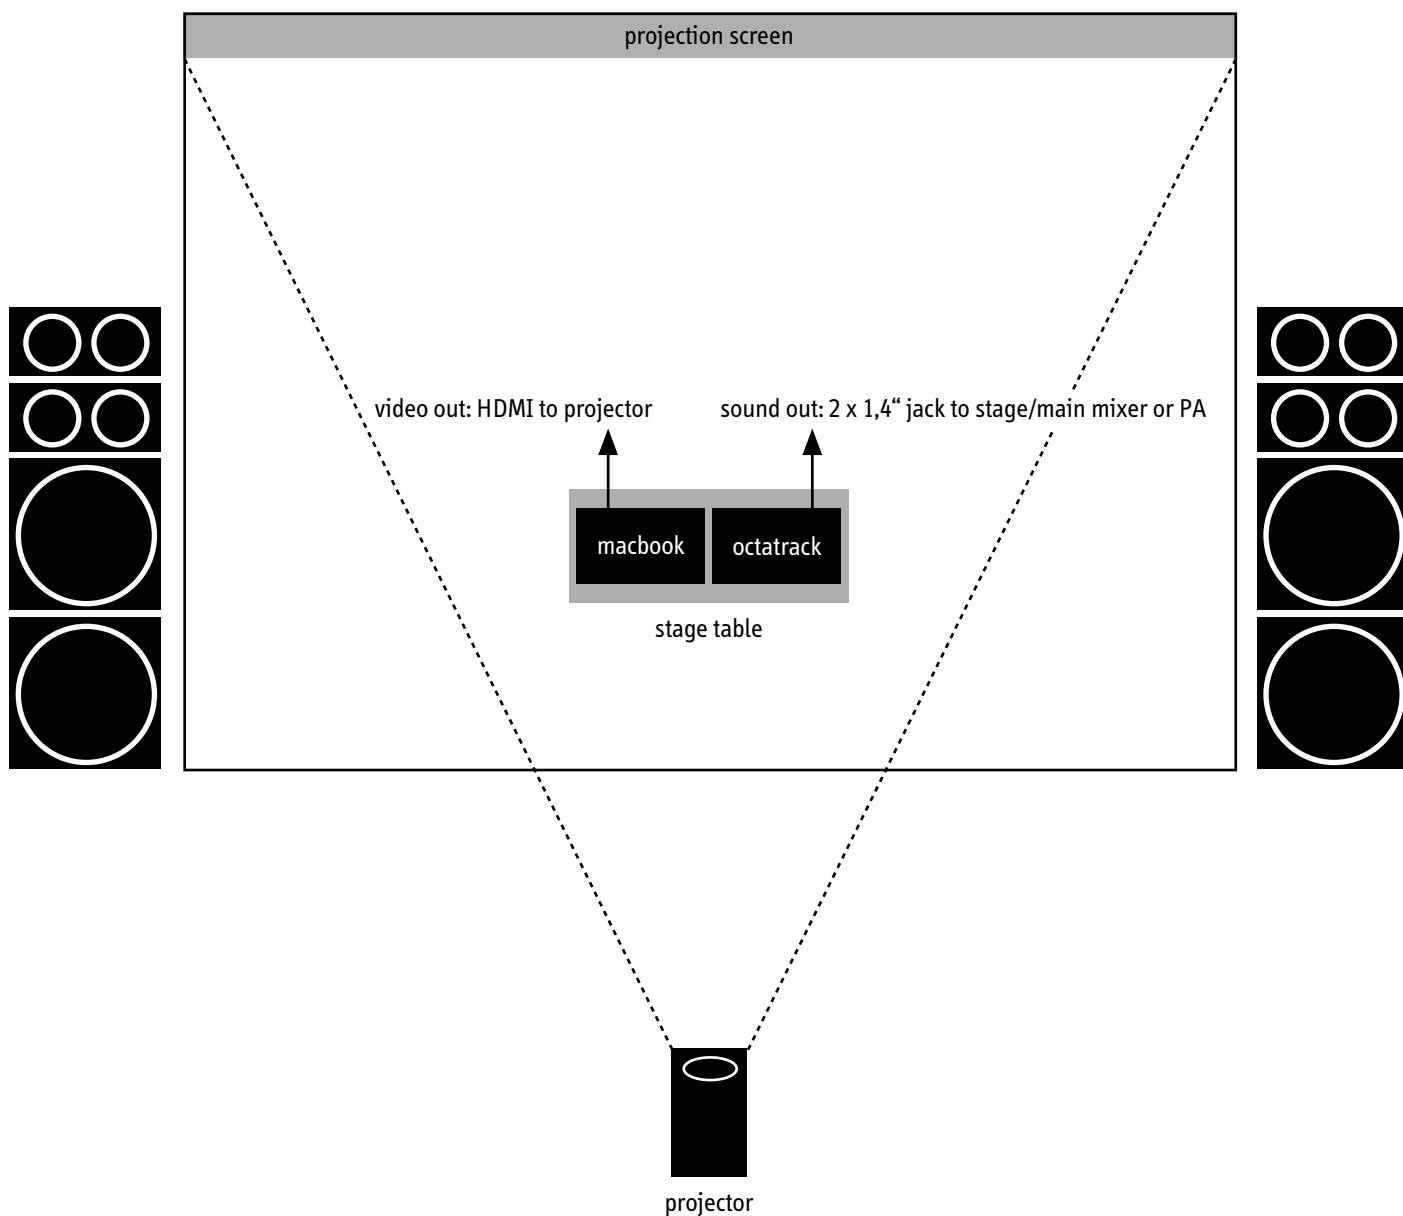 projection screen
video out: HDMI to projector
sound out: 2 x 1,4“ jack to stage/main mixer or PA
macbook
octatrack
stage table
projector